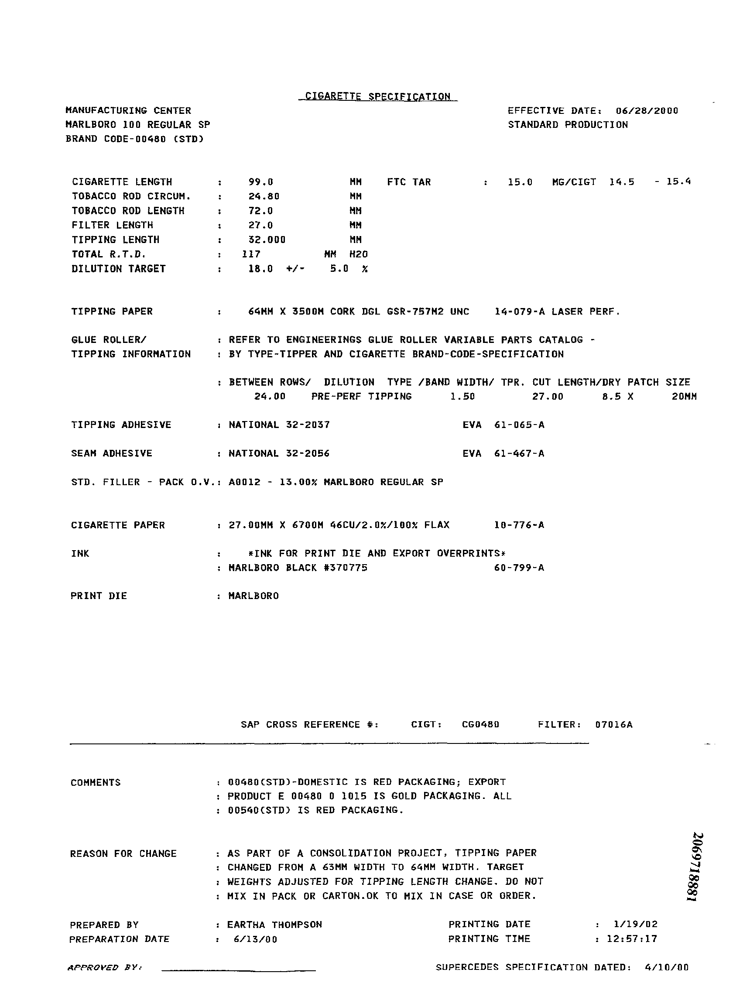 CIGARETTE SPECIFICATION
MANUFACTURING CENTER EFFECTIVE DATE: 06/28/2000
MARLBORO 100 REGULAR SP STANDARD PRODUCTION
BRAND CODE-00480 (STD)
CIGARETTE LENGTH : 99.0 MM FTC TAR : 15.0 MG/CIGT 14.5 - 15.4
TOBACCO ROD CIRCUM. : 24.80 MM
TOBACCO ROD LENGTH : 72.0 MM
FILTER LENGTH : 27.0 MM
TIPPING LENGTH : 32.000 MM
TOTAL R.T.D. : 117 MM H2O
DILUTION TARGET : 18.0 +/- 5.0 %
TIPPING PAPER : 64MM X 3500M CORK DGL GSR-757M2 UNC 14-079-A LASER PERF.
GLUE ROLLER/ : REFER TO ENGINEERINGS GLUE ROLLER VARIABLE PARTS CATALOG -
TIPPING INFORMATION : BY TYPE-TIPPER AND CIGARETTE BRAND-CODE-SPECIFICATION
: BETWEEN ROWS/ DILUTION TYPE /BAND WIDTH/ TPR. CUT LENGTH/DRY PATCH SIZE
24.00 PRE-PERF TIPPING 1.50 27.00 8.5 X 20MM
TIPPING ADHESIVE : NATIONAL 32-2037 EVA 61-065-A
SEAM ADHESIVE : NATIONAL 32-2056 EVA 61-467-A
STD. FILLER - PACK O.V.: A0012 - 13.00% MARLBORO REGULAR SP
CIGARETTE PAPER : 27.00MM X 6700M 46CU/2.0%/100% FLAX 10-776-A
INK : *INK FOR PRINT DIE AND EXPORT OVERPRINTS*
: MARLBORO BLACK #370775 60-799-A
PRINT DIE : MARLBORO
SAP CROSS REFERENCE #: CIGT: CG0480 FILTER: 07016A
COMMENTS : 00480(STD)-DOMESTIC IS RED PACKAGING; EXPORT
: PRODUCT E 00480 0 1015 IS GOLD PACKAGING. ALL
: 00540(STD) IS RED PACKAGING.
REASON FOR CHANGE : AS PART OF A CONSOLIDATION PROJECT, TIPPING PAPER
: CHANGED FROM A 63MM WIDTH TO 64MM WIDTH. TARGET
: WEIGHTS ADJUSTED FOR TIPPING LENGTH CHANGE. DO NOT
: MIX IN PACK OR CARTON.OK TO MIX IN CASE OR ORDER.
2069718881
PREPARED BY : EARTHA THOMPSON PRINTING DATE : 1/19/02
PREPARATION DATE : 6/13/00 PRINTING TIME : 12:57:17
APPROVED BY: SUPERCEDES SPECIFICATION DATED: 4/10/00